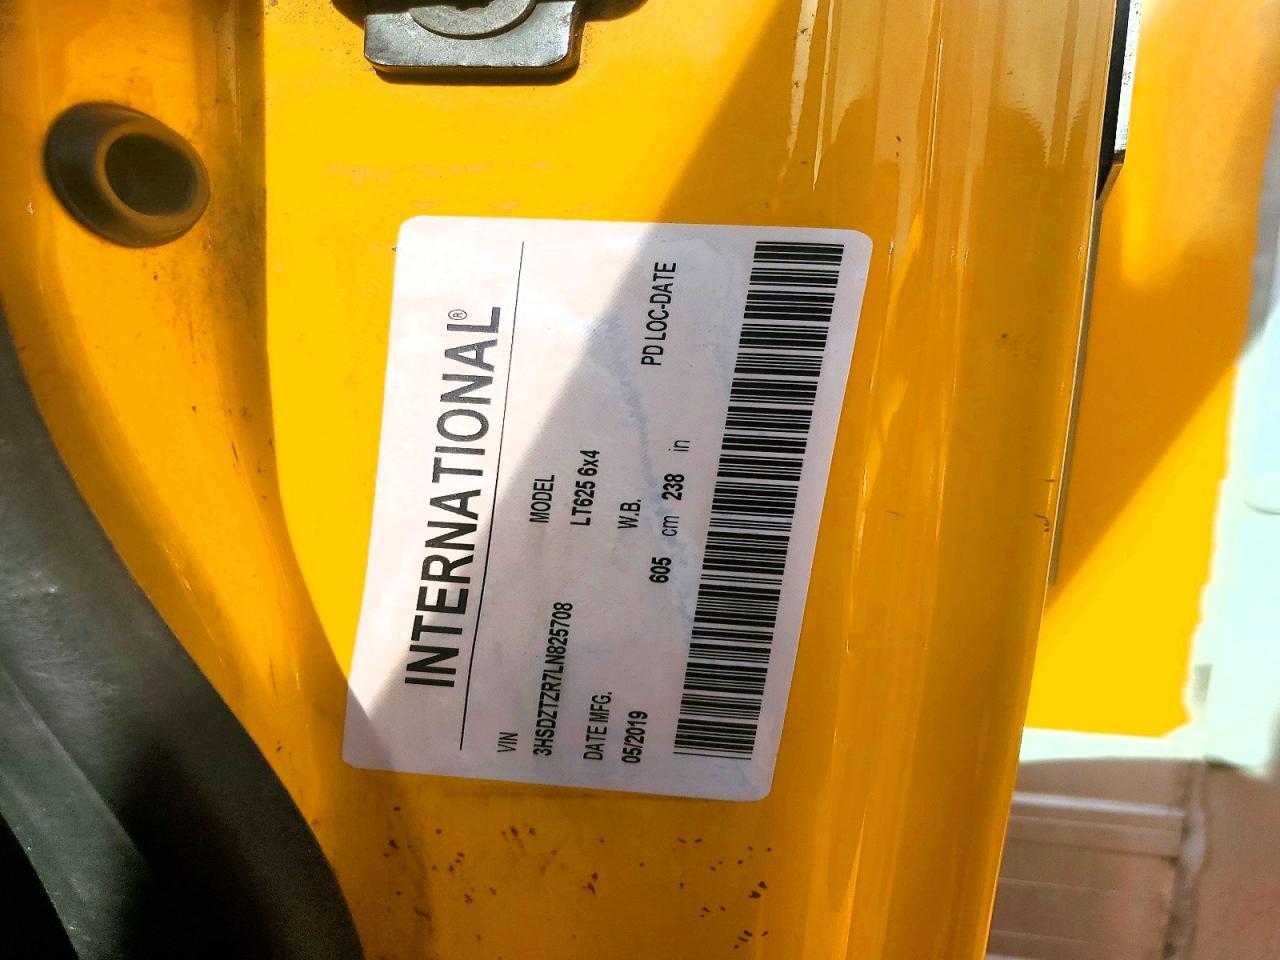 INTERNATIONAL®
VIN MODEL
3HSDZTZR7LN825708 LT625 6x4
DATE MFG. W.B. PD LOC-DATE
05/2019 605 cm 238 in